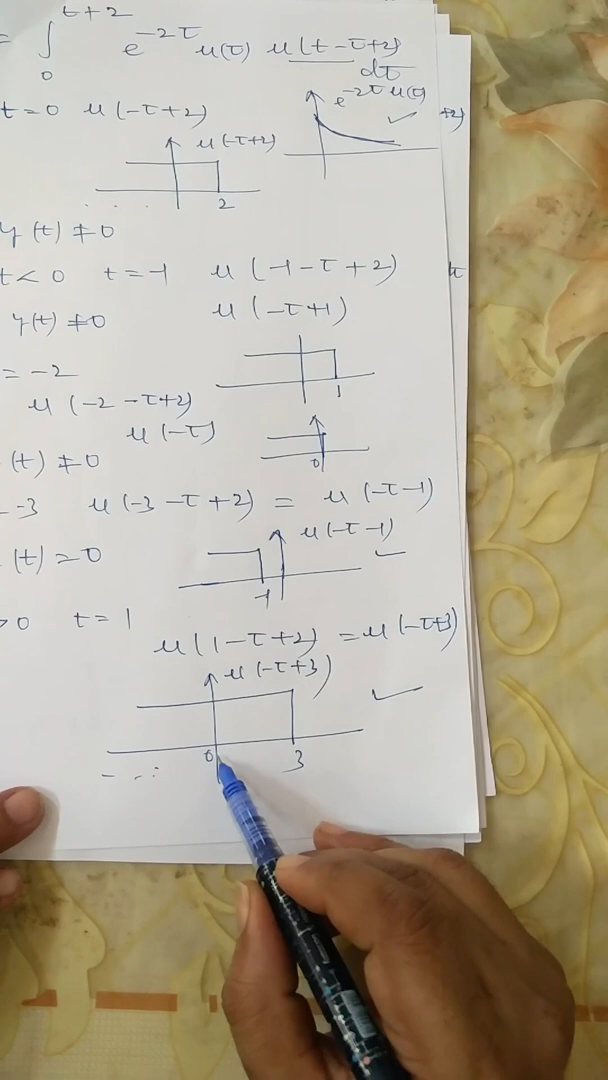 t+2
= ∫ e^-2τ u(τ) u(t-τ+2) dτ
0
t=0 u(-τ+2)
e^-2τ u(τ)
+2)
u(-τ+2)
2
y(t) ≠0
t<0 t=-1 u(-1-τ+2)
y(t) ≠0 u(-τ+1)
1
= -2
u(-2-τ+2)
u(-τ)
(t) ≠0
0
-3 u(-3-τ+2) = u(-τ-1)
u(-τ-1)
(t) =0
-1
>0 t=1
u(1-τ+2) = u(-τ+3)
u(-τ+3)
0 3